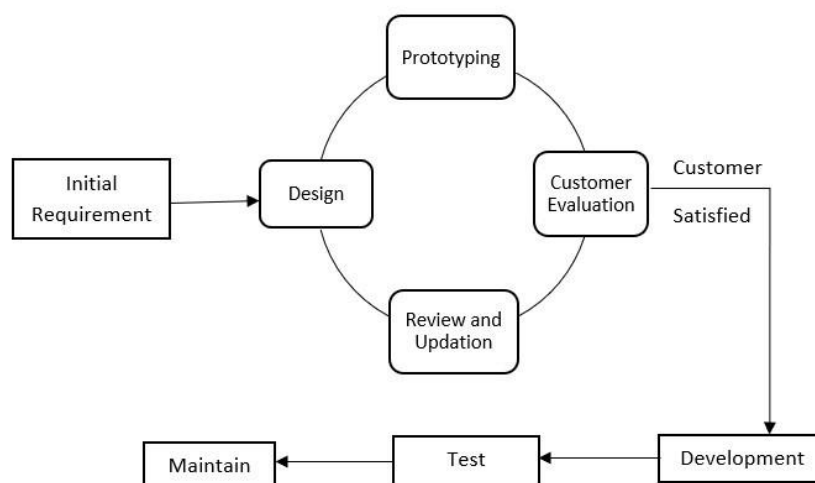 Prototyping
Initial
Requirement
Design
Customer
Evaluation
Customer
Satisfied
Review and
Updation
Maintain
Test
Development